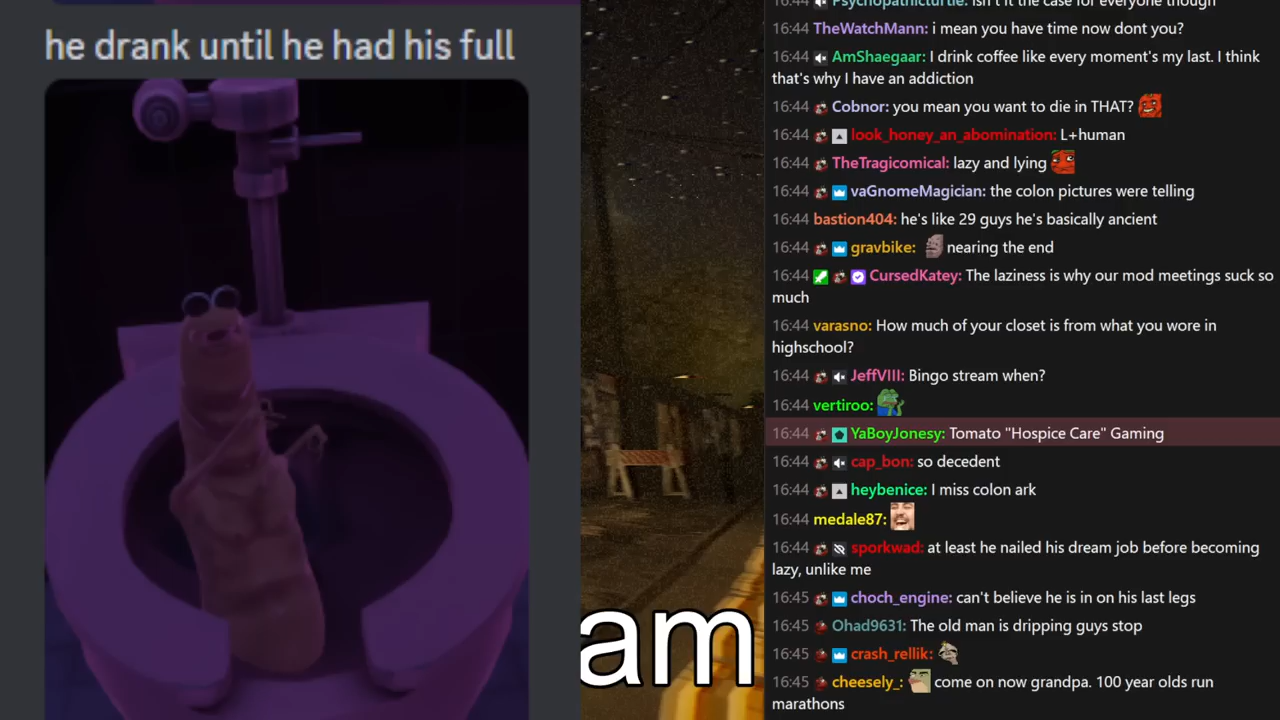 he drank until he had his full
am
Psychopathicturtle: isn't it the case for everyone though
16:44 TheWatchMann: i mean you have time now dont you?
16:44 AmShaegaar: I drink coffee like every moment's my last. I think
that's why I have an addiction
16:44 Cobnor: you mean you want to die in THAT?
16:44 look_honey_an_abomination: L+human
16:44 TheTragicomical: lazy and lying
16:44 vaGnomeMagician: the colon pictures were telling
16:44 bastion404: he's like 29 guys he's basically ancient
16:44 gravbike: nearing the end
16:44 CursedKatey: The laziness is why our mod meetings suck so
much
16:44 varasno: How much of your closet is from what you wore in
highschool?
16:44 JeffVIII: Bingo stream when?
16:44 vertiroo:
16:44 YaBoyJonesy: Tomato "Hospice Care" Gaming
16:44 cap_bon: so decedent
16:44 heybenice: I miss colon ark
16:44 medale87:
16:44 sporkwad: at least he nailed his dream job before becoming
lazy, unlike me
16:45 choch_engine: can't believe he is in on his last legs
16:45 Ohad9631: The old man is dripping guys stop
16:45 crash_rellik:
16:45 cheesely_: come on now grandpa. 100 year olds run
marathons